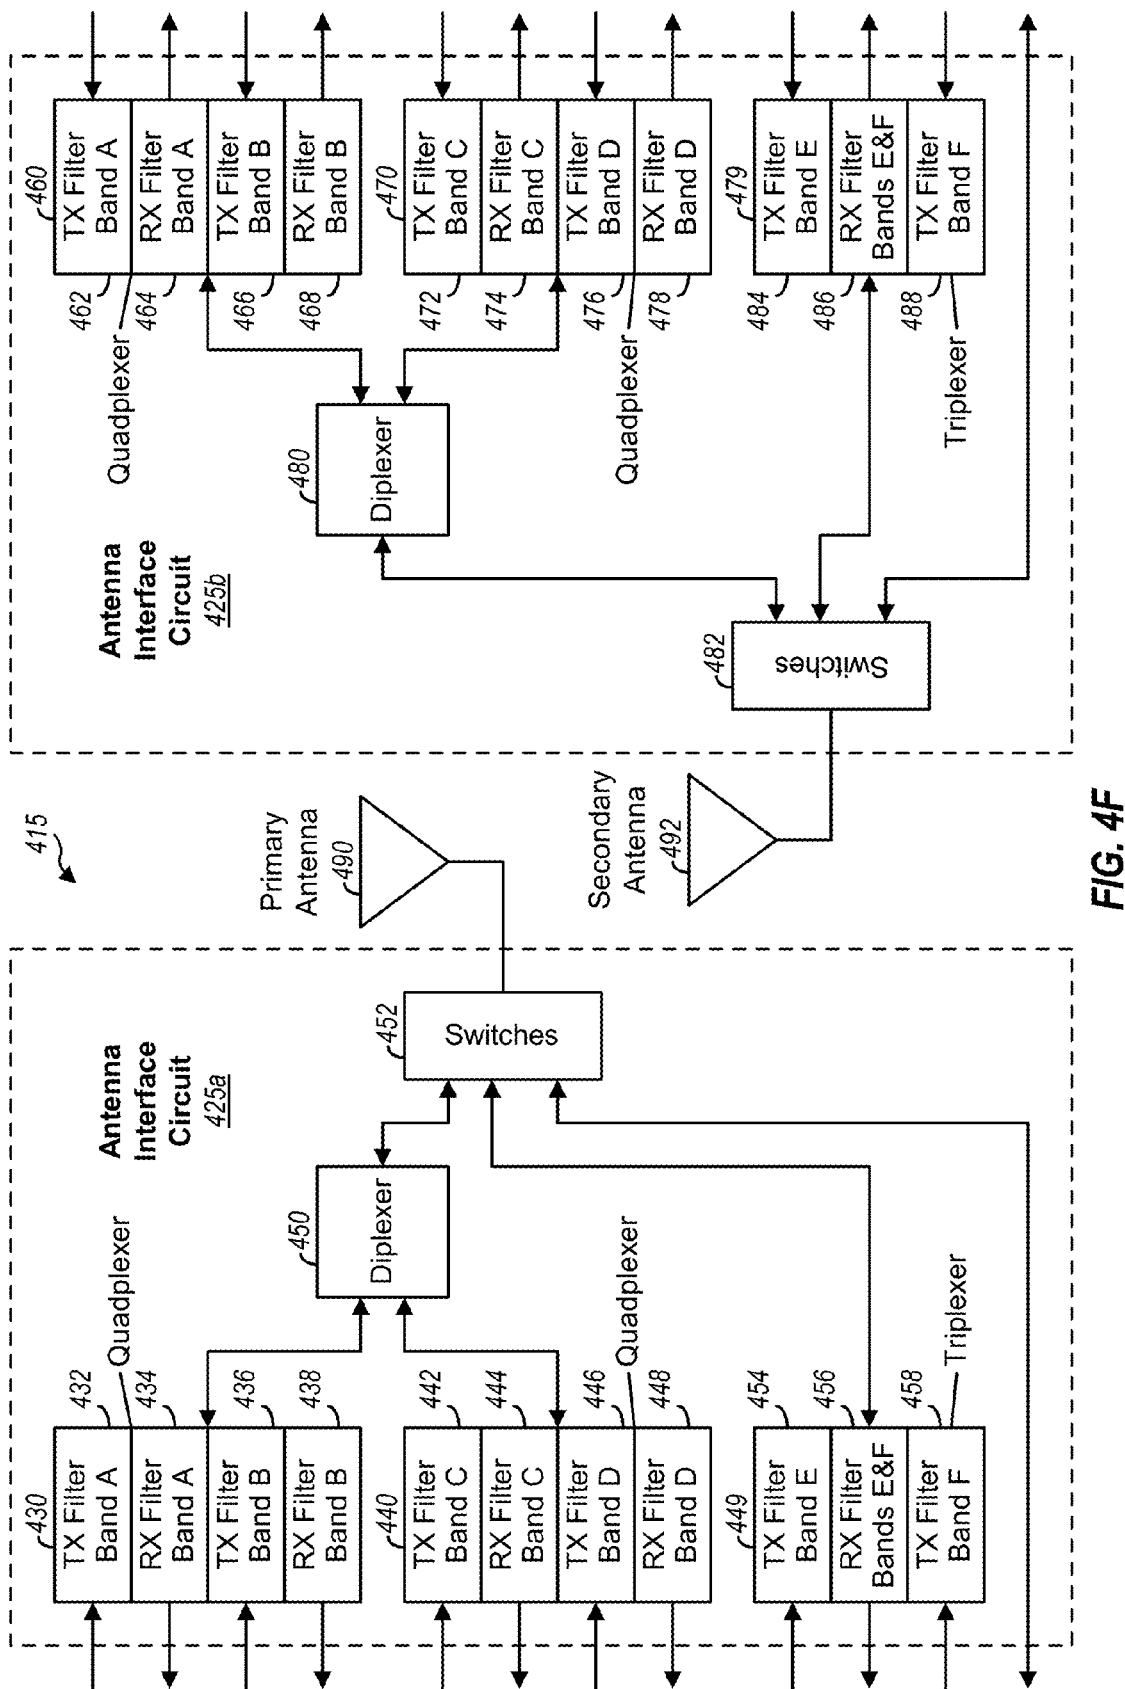 415
430
TX Filter
Band A
RX Filter
Band A
TX Filter
Band B
RX Filter
Band B
432
434
436
438
Quadplexer
Antenna
Interface
Circuit
425a
440
TX Filter
Band C
RX Filter
Band C
TX Filter
Band D
RX Filter
Band D
442
444
446
448
Quadplexer
450
Diplexer
452
Switches
449
TX Filter
Band E
RX Filter
Bands E&F
TX Filter
Band F
454
456
458
Triplexer
Primary
Antenna
490
Secondary
Antenna
492
Antenna
Interface
Circuit
425b
480
Diplexer
482
Switches
Quadplexer
462
464
466
468
460
TX Filter
Band A
RX Filter
Band A
TX Filter
Band B
RX Filter
Band B
Quadplexer
472
474
476
478
470
TX Filter
Band C
RX Filter
Band C
TX Filter
Band D
RX Filter
Band D
Triplexer
484
486
488
479
TX Filter
Band E
RX Filter
Bands E&F
TX Filter
Band F
FIG. 4F